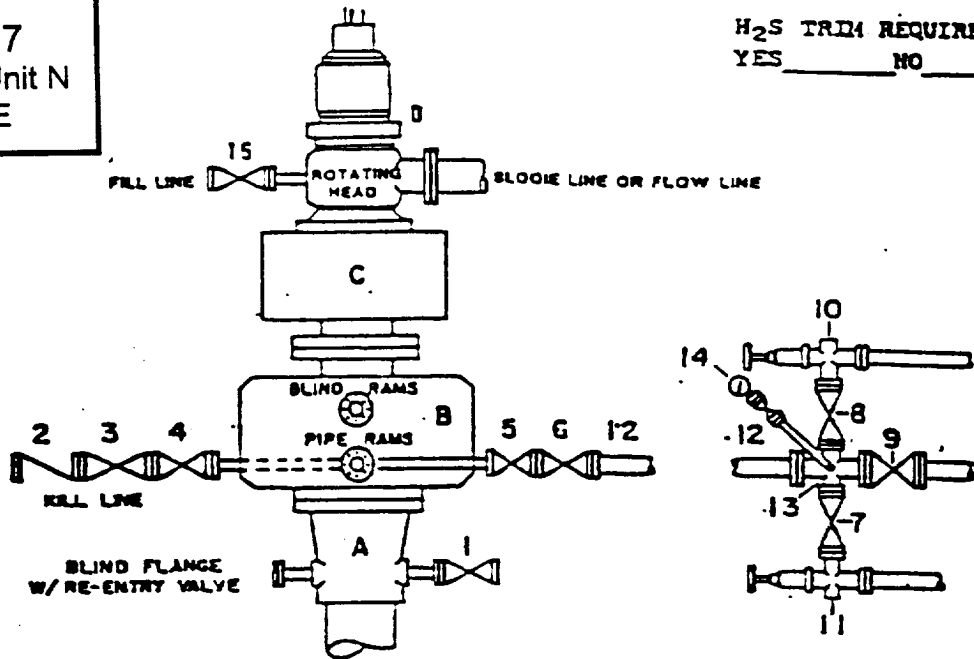 7
Unit N
E
H₂S TRIM REQUIRE
YES NO
15
FILL LINE
ROTATING
HEAD
BLOOIE LINE OR FLOW LINE
C
10
14
BLIND RAMS
B
8
2 3 4
PIPE RAMS
5 6 12
12
9
KILL LINE
13
7
A
1
BLIND FLANGE
W/ RE-ENTRY VALVE
11